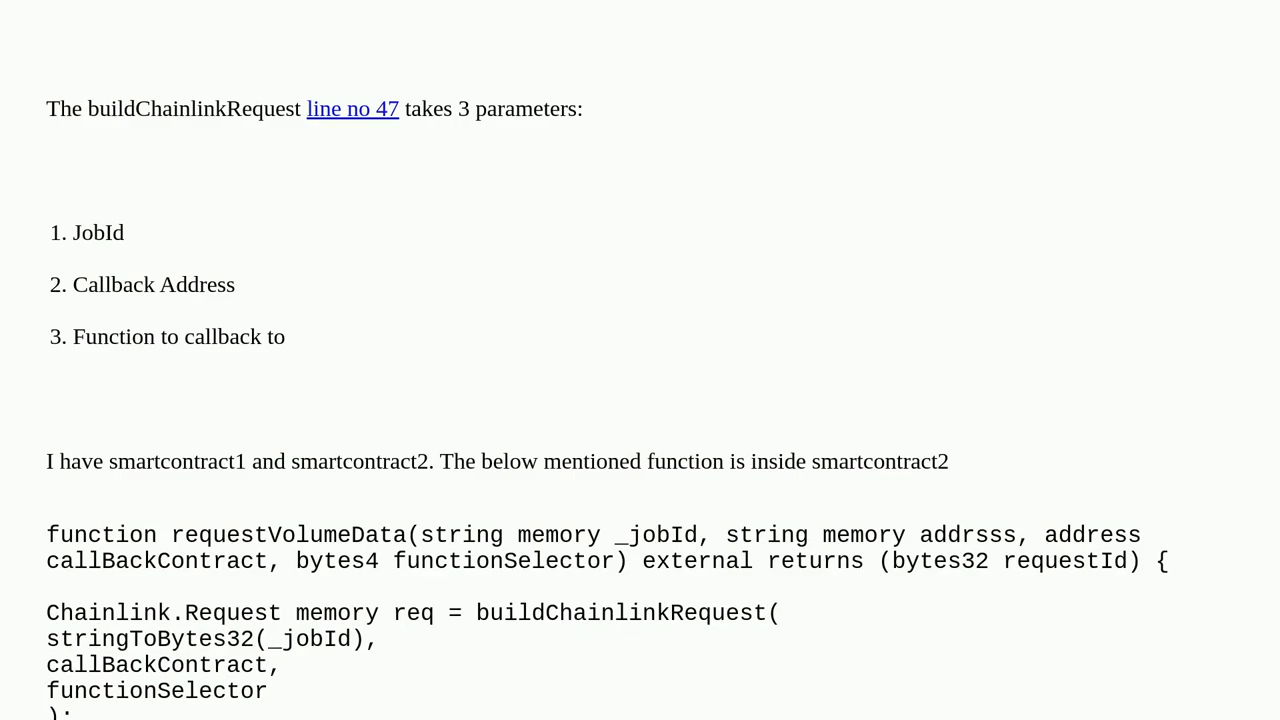 The buildChainlinkRequest line no 47 takes 3 parameters:
1. JobId
2. Callback Address
3. Function to callback to
I have smartcontract1 and smartcontract2. The below mentioned function is inside smartcontract2
function requestVolumeData(string memory _jobId, string memory addrsss, address
callBackContract, bytes4 functionSelector) external returns (bytes32 requestId) {
Chainlink.Request memory req = buildChainlinkRequest(
stringToBytes32(_jobId),
callBackContract,
functionSelector
);